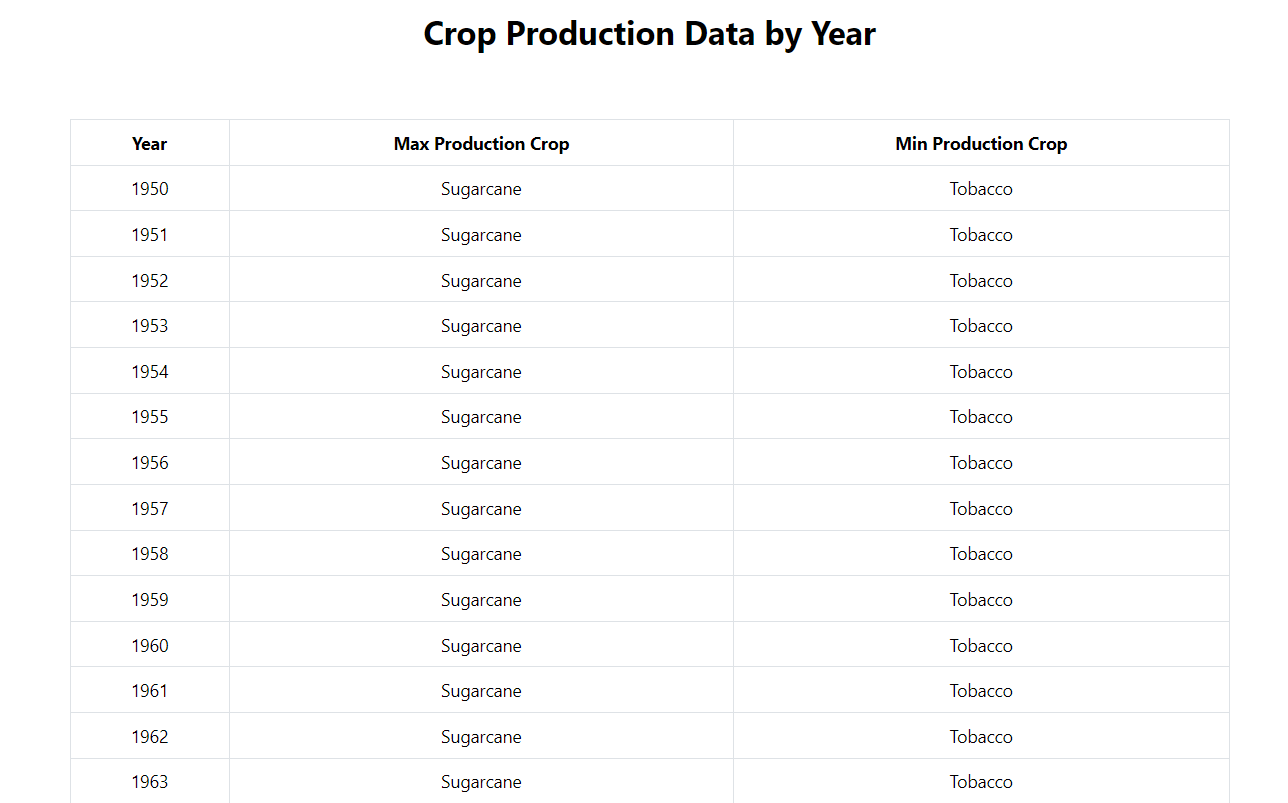 Crop Production Data by Year
Year Max Production Crop Min Production Crop
1950 Sugarcane Tobacco
1951 Sugarcane Tobacco
1952 Sugarcane Tobacco
1953 Sugarcane Tobacco
1954 Sugarcane Tobacco
1955 Sugarcane Tobacco
1956 Sugarcane Tobacco
1957 Sugarcane Tobacco
1958 Sugarcane Tobacco
1959 Sugarcane Tobacco
1960 Sugarcane Tobacco
1961 Sugarcane Tobacco
1962 Sugarcane Tobacco
1963 Sugarcane Tobacco